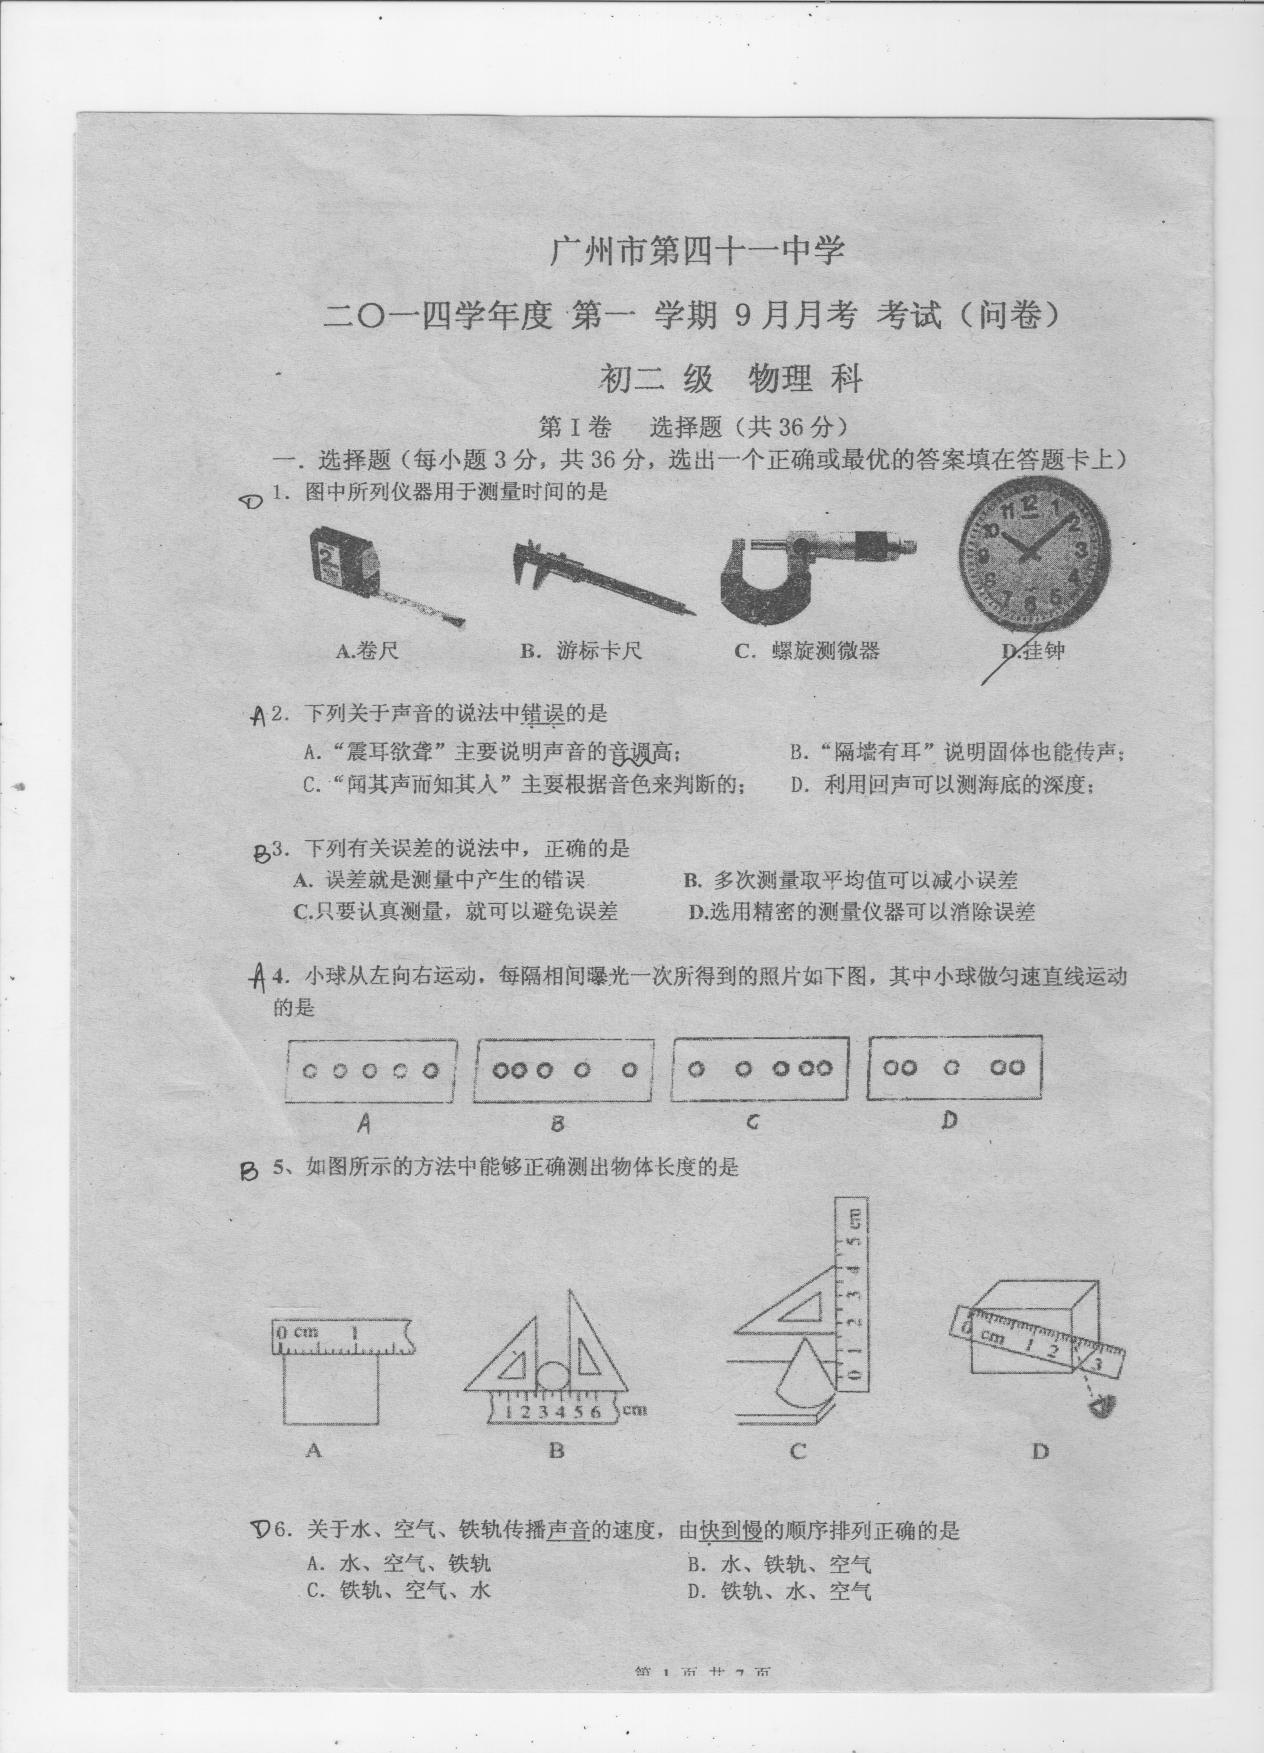 广州市第四十一中学
二〇一四学年度 第一 学期 9月月考 考试（问卷）
初二 级 物理 科
第 I 卷 选择题（共 36 分）
一．选择题（每小题 3 分，共 36 分，选出一个正确或最优的答案填在答题卡上）
D 1．图中所列仪器用于测量时间的是
2
12 1 2 3 4 5 6 7 8 9 10 11
A.卷尺 B．游标卡尺 C．螺旋测微器 D.挂钟
A 2．下列关于声音的说法中错误的是
A．“震耳欲聋”主要说明声音的音调高； B．“隔墙有耳”说明固体也能传声；
C．“闻其声而知其人”主要根据音色来判断的； D．利用回声可以测海底的深度；
B 3．下列有关误差的说法中，正确的是
A. 误差就是测量中产生的错误 B. 多次测量取平均值可以减小误差
C.只要认真测量，就可以避免误差 D.选用精密的测量仪器可以消除误差
A 4．小球从左向右运动，每隔相间曝光一次所得到的照片如下图，其中小球做匀速直线运动
的是
A B C D
B 5、如图所示的方法中能够正确测出物体长度的是
0 cm 1
1 2 3 4 5 6 cm
0 1 2 3 4 5 cm
0 cm 1 2 3
A B C D
D 6．关于水、空气、铁轨传播声音的速度，由快到慢的顺序排列正确的是
A．水、空气、铁轨 B．水、铁轨、空气
C．铁轨、空气、水 D．铁轨、水、空气
第 1 页 共 7 页